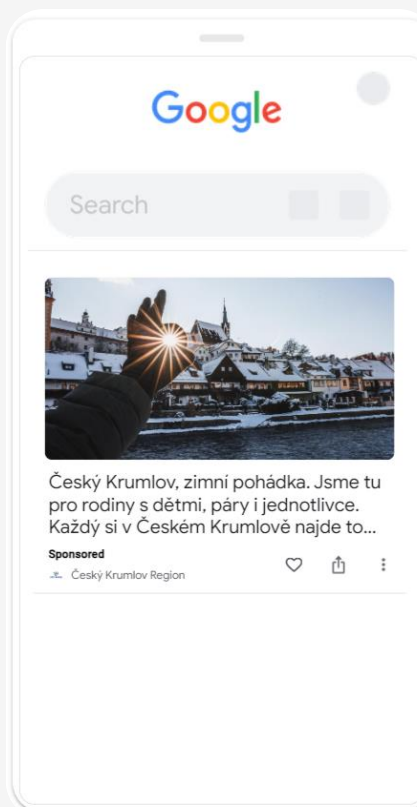 Google
Search
Český Krumlov, zimní pohádka. Jsme tu
pro rodiny s dětmi, páry i jednotlivce.
Každý si v Českém Krumlově najde to...
Sponsored
Český Krumlov Region